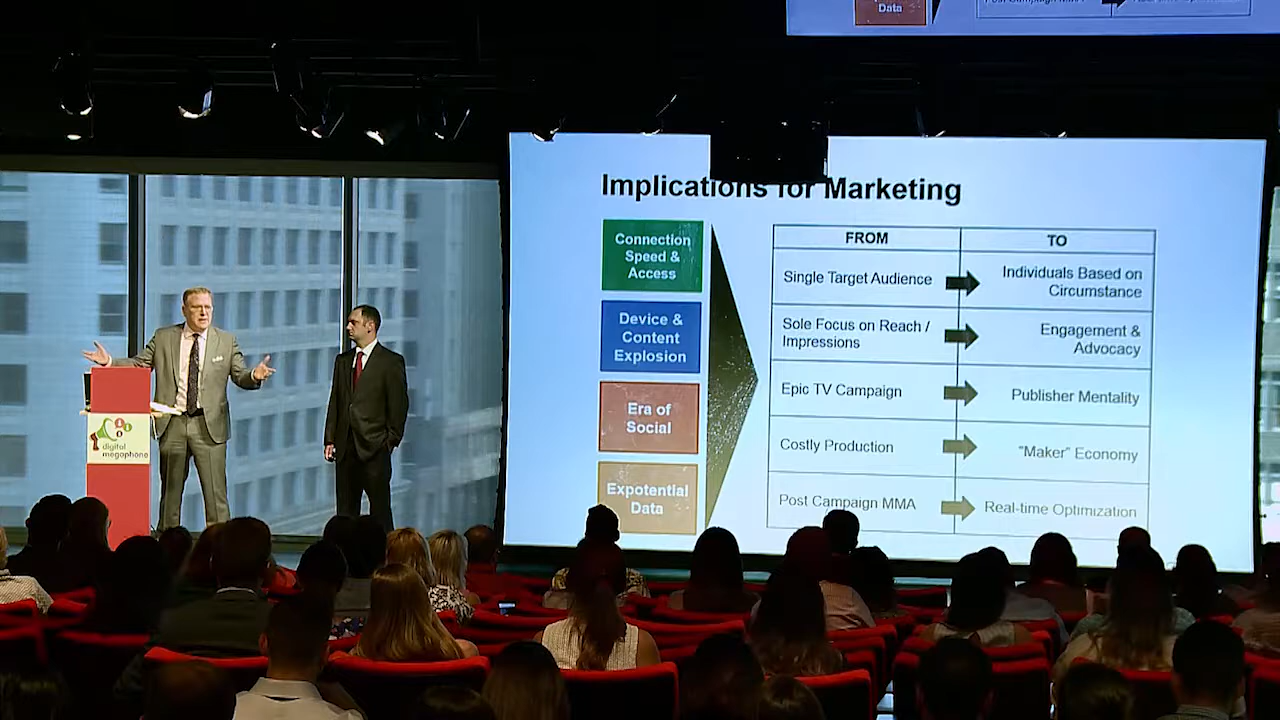 Data
Implications for Marketing
Connection
Speed &
Access
Device &
Content
Explosion
Era of
Social
Expotential
Data
FROM
TO
Single Target Audience
Individuals Based on
Circumstance
Sole Focus on Reach /
Impressions
Engagement &
Advocacy
Epic TV Campaign
Publisher Mentality
Costly Production
“Maker” Economy
Post Campaign MMA
Real-time Optimization
digital
megaphone